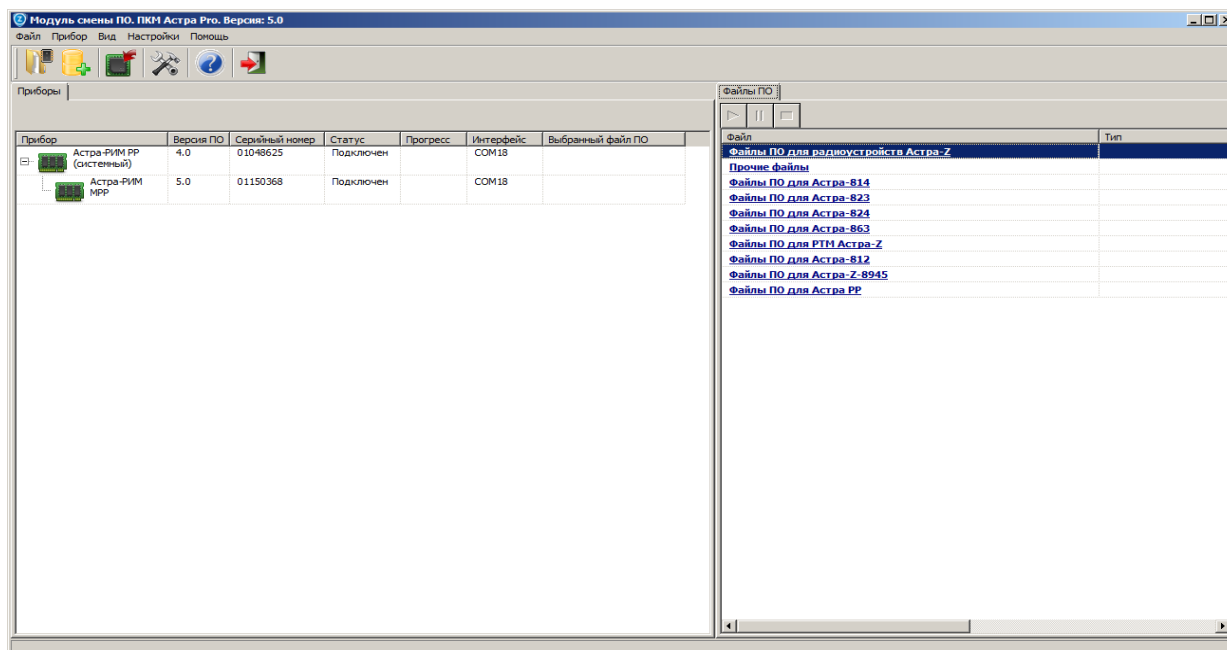 Модуль смены ПО. ПКМ Астра Pro. Версия: 5.0
Файл Прибор Вид Настройки Помощь
Приборы
Прибор Версия ПО Серийный номер Статус Прогресс Интерфейс Выбранный файл ПО
Астра-РИМ РР (системный) 4.0 01048625 Подключен COM18
Астра-РИМ МРР 5.0 01150368 Подключен COM18
Файлы ПО
Файл Тип
Файлы ПО для радиоустройств Астра-Z
Прочие файлы
Файлы ПО для Астра-814
Файлы ПО для Астра-823
Файлы ПО для Астра-824
Файлы ПО для Астра-863
Файлы ПО для РТМ Астра-Z
Файлы ПО для Астра-812
Файлы ПО для Астра-Z-8945
Файлы ПО для Астра РР